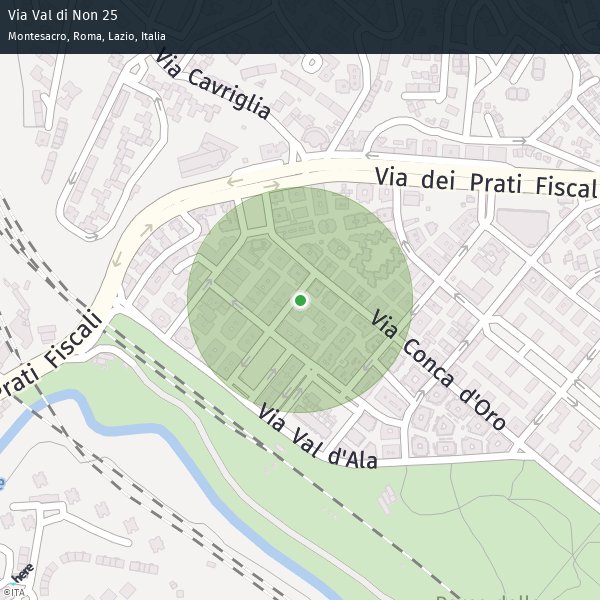 Via Val di Non 25
Montesacro, Roma, Lazio, Italia
Via Cavriglia
Via dei Prati Fiscali
Prati Fiscali
Via Conca d'Oro
Via Val d'Ala
here
©ITA